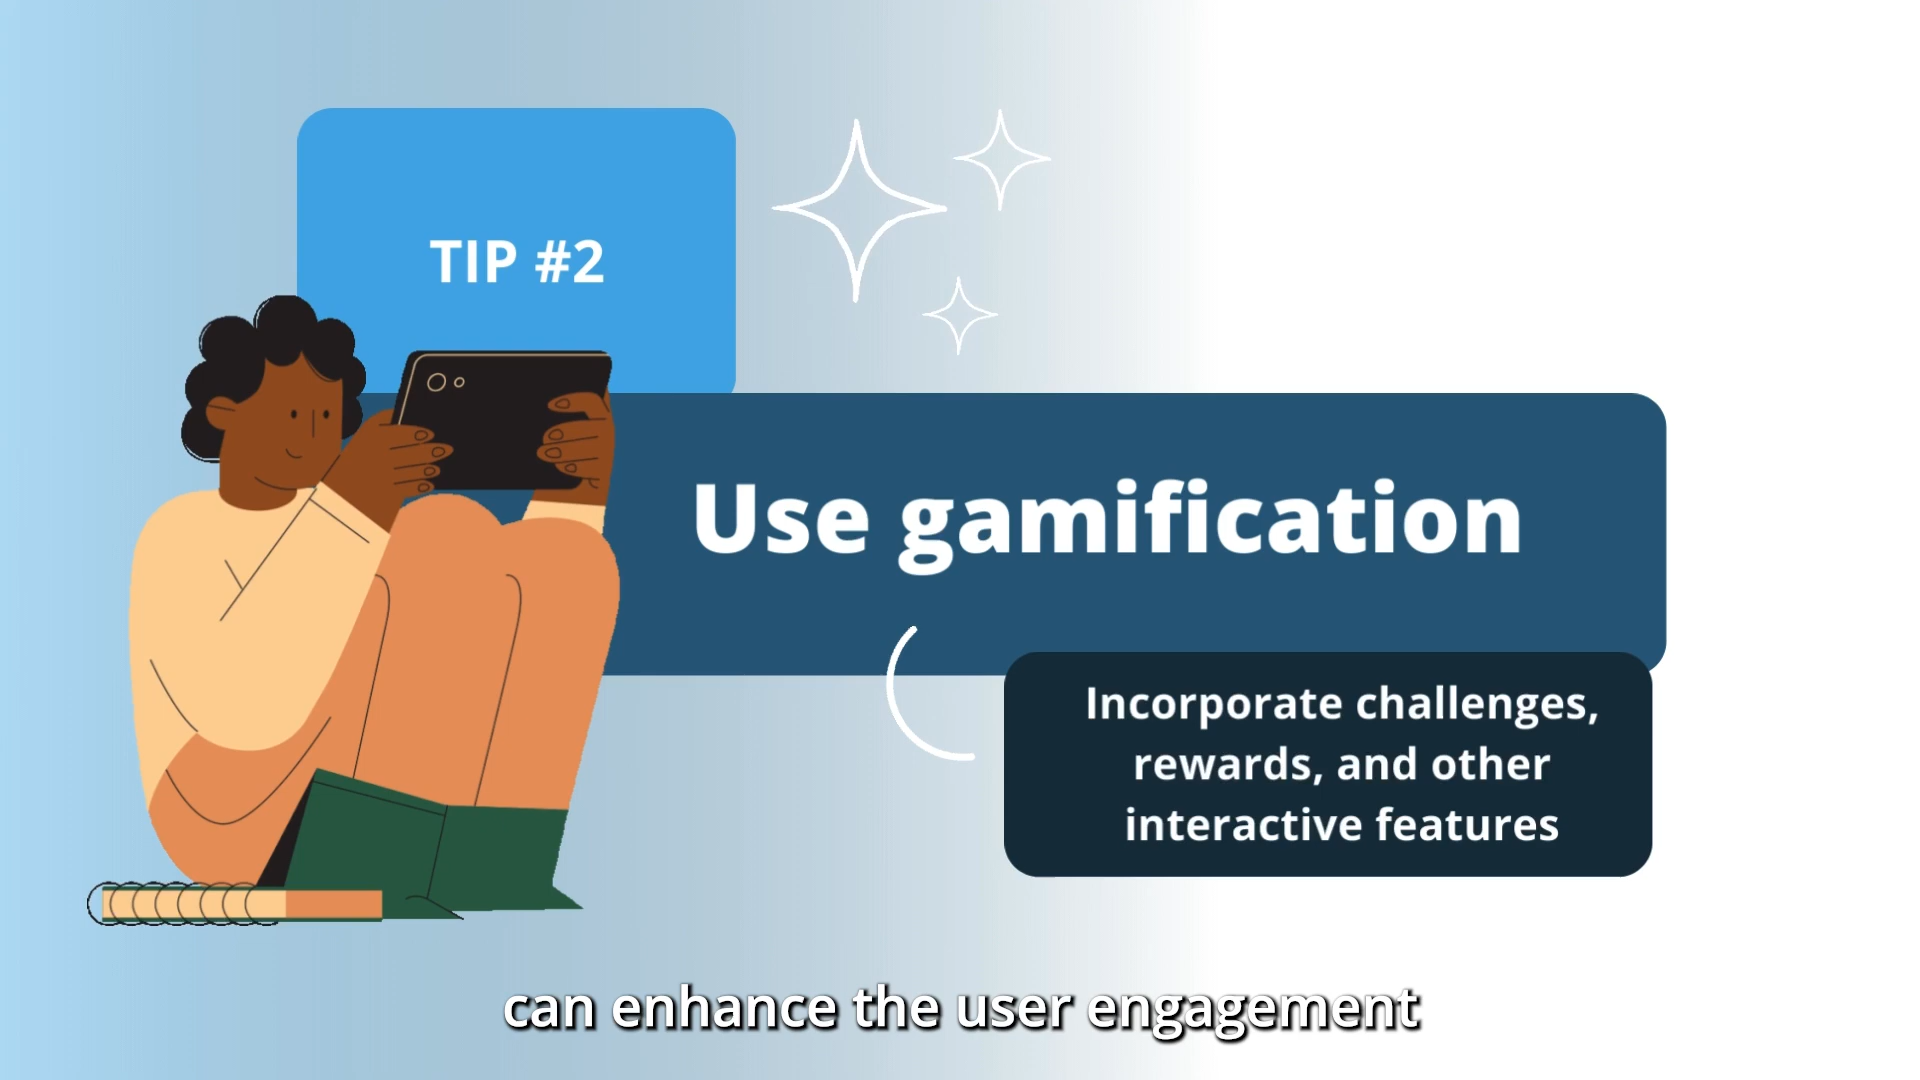 TIP #2
Use gamification
Incorporate challenges,
rewards, and other
interactive features
can enhance the user engagement